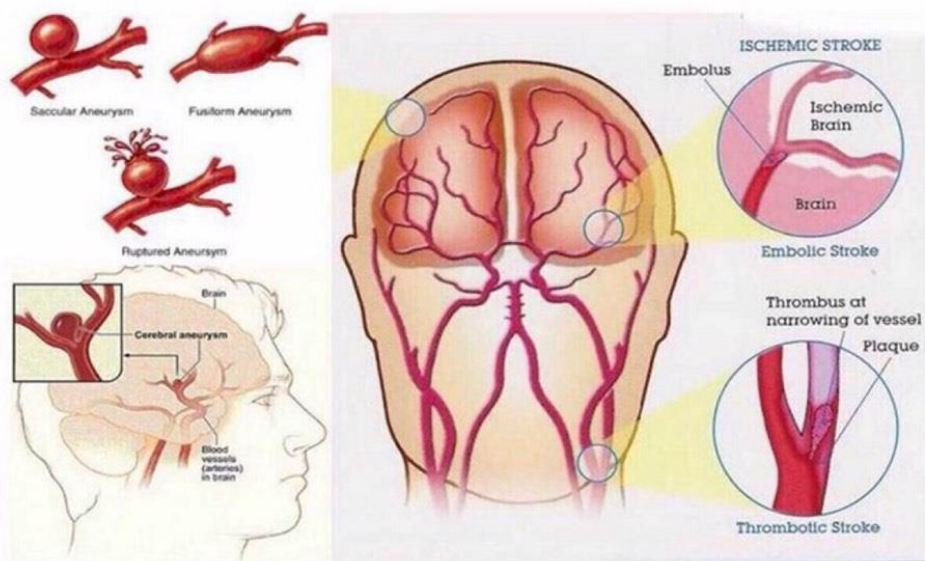 Saccular Aneurysm
Fusiform Aneurysm
Ruptured Aneursym
Brain
Cerebral aneurysm
Blood
vessels
(arteries)
in brain
ISCHEMIC STROKE
Embolus
Ischemic
Brain
Brain
Embolic Stroke
Thrombus at
narrowing of vessel
Plaque
Thrombotic Stroke